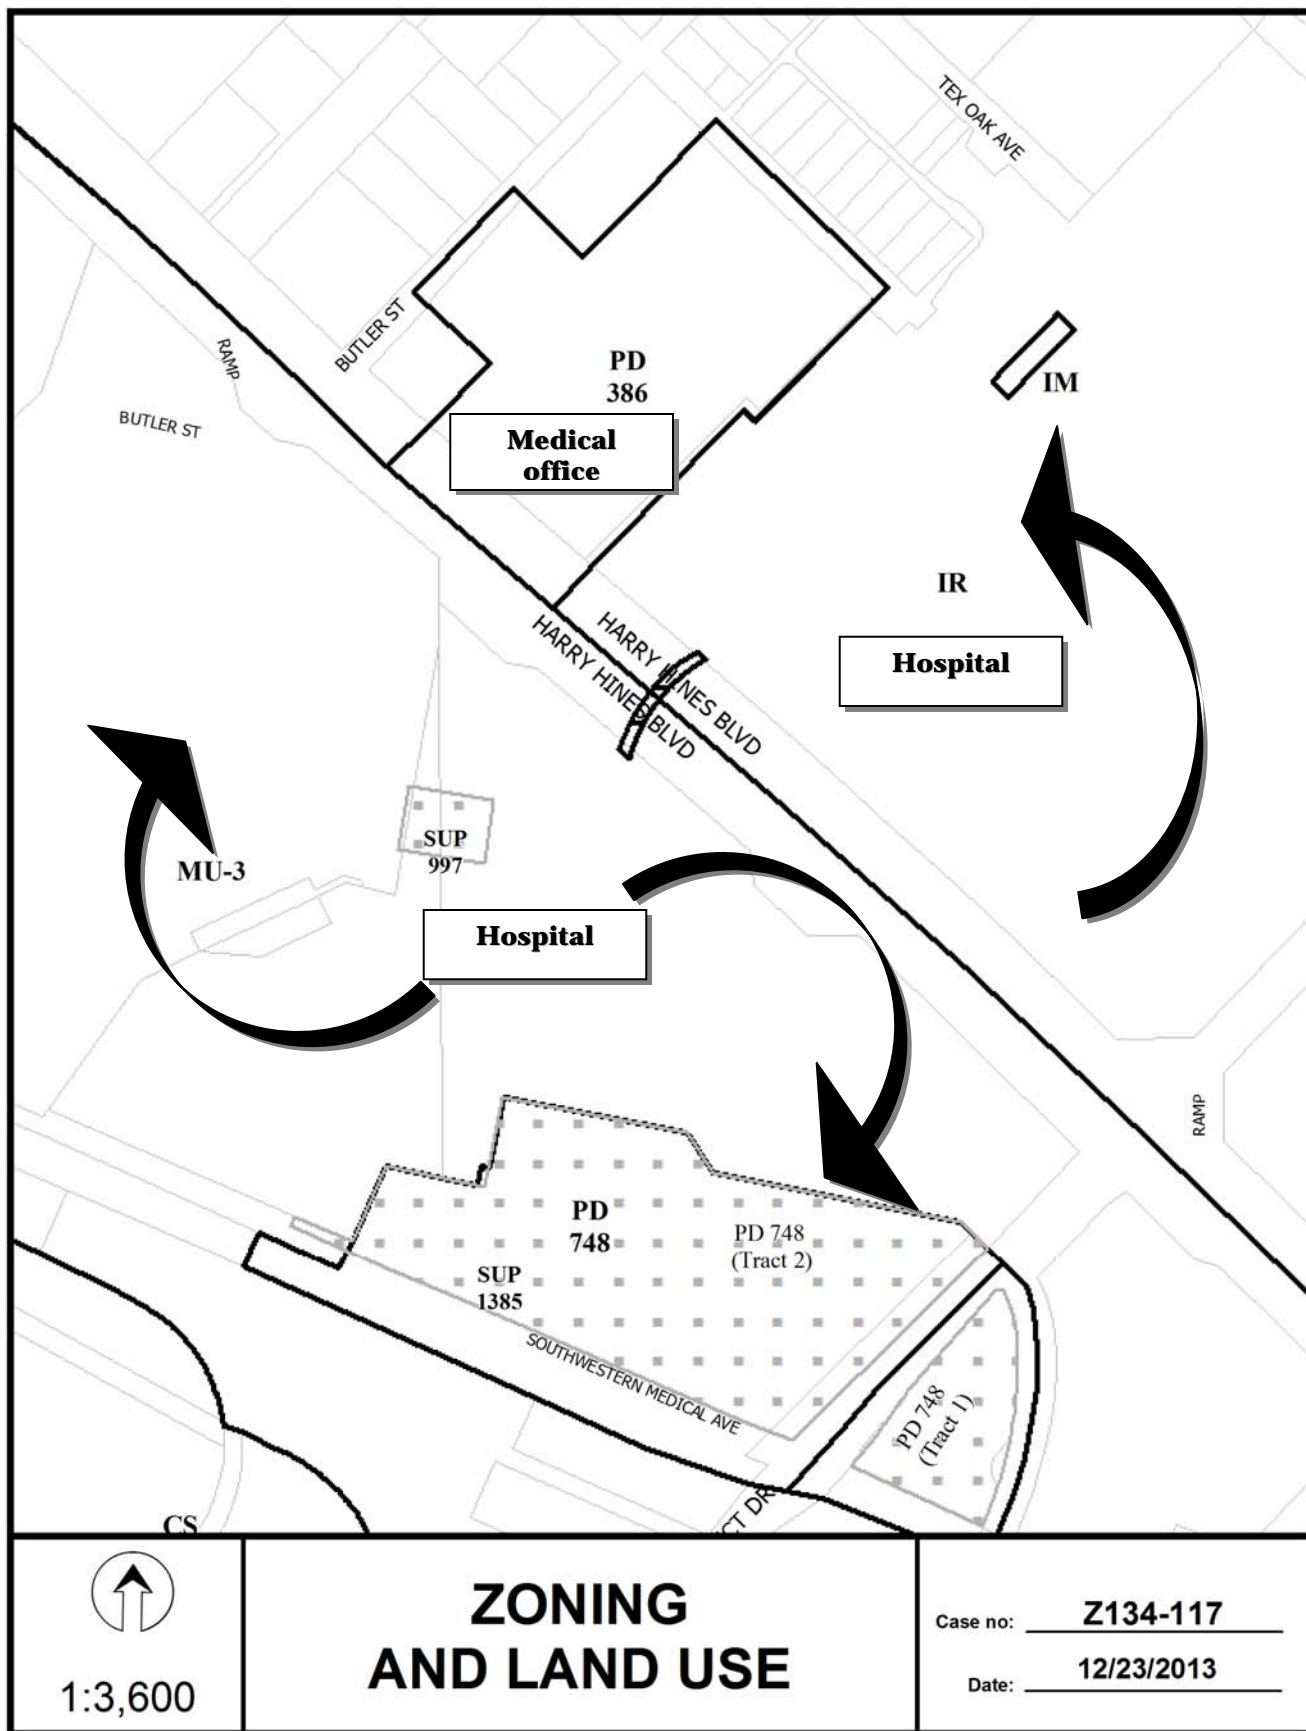 TEX OAK AVE
BUTLER ST
RAMP
PD
386
IM
BUTLER ST
Medical
office
IR
HARRY HINES BLVD
HARRY HINES BLVD
Hospital
SUP
997
MU-3
Hospital
RAMP
PD
748
PD 748
(Tract 2)
SUP
1385
SOUTHWESTERN MEDICAL AVE
PD 748
(Tract 1)
CT DR
CS
1:3,600
ZONING
AND LAND USE
Case no: Z134-117
Date: 12/23/2013